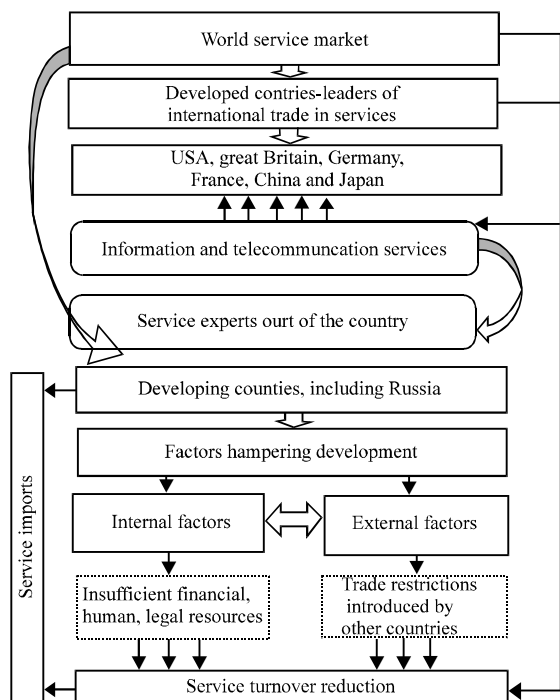 World service market
Developed contries-leaders of
international trade in services
USA, great Britain, Germany,
France, China and Japan
Information and telecommuncation services
Service experts ourt of the country
Developing counties, including Russia
Factors hampering development
Internal factors
External factors
Insufficient financial,
human, legal resources
Trade restrictions
introduced by
other countries
Service turnover reduction
Service imports